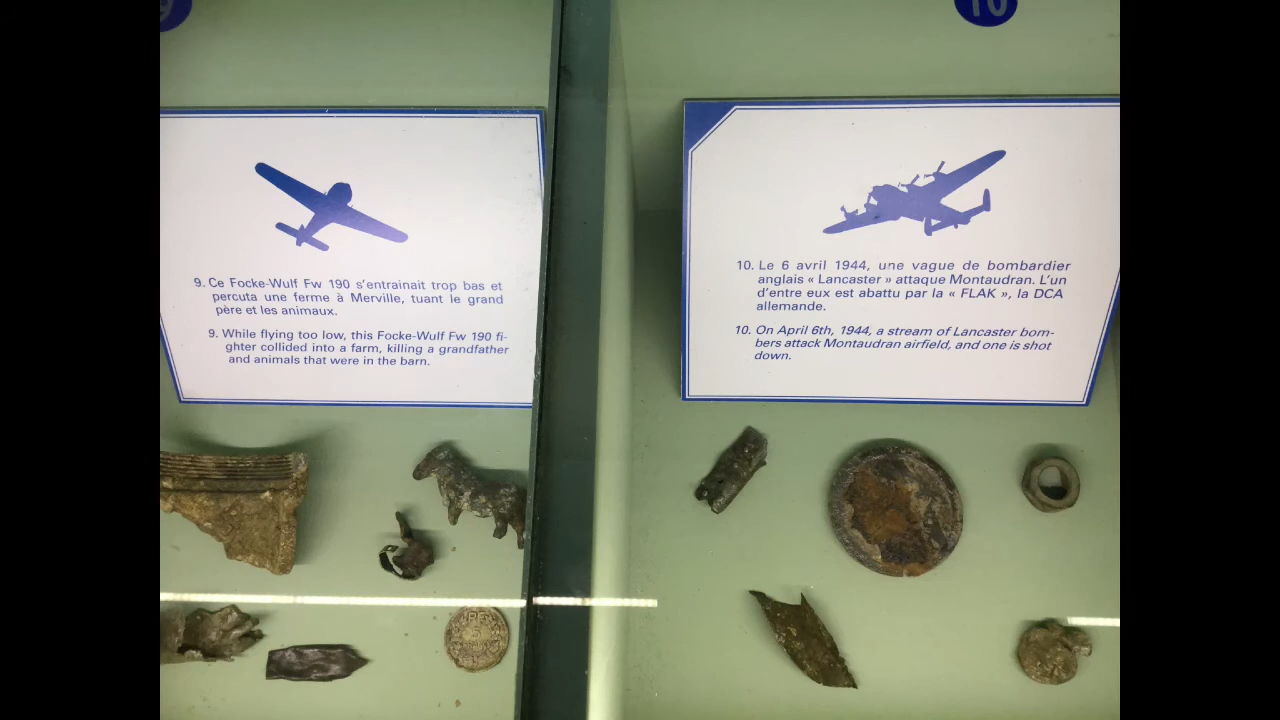 9
9. Ce Focke-Wulf Fw 190 s'entrainait trop bas et
percuta une ferme à Merville, tuant le grand
père et les animaux.
9. While flying too low, this Focke-Wulf Fw 190 fi-
ghter collided into a farm, killing a grandfather
and animals that were in the barn.
10
10. Le 6 avril 1944, une vague de bombardier
anglais « Lancaster » attaque Montaudran. L'un
d'entre eux est abattu par la « FLAK », la DCA
allemande.
10. On April 6th, 1944, a stream of Lancaster bom-
bers attack Montaudran airfield, and one is shot
down.
RF
5